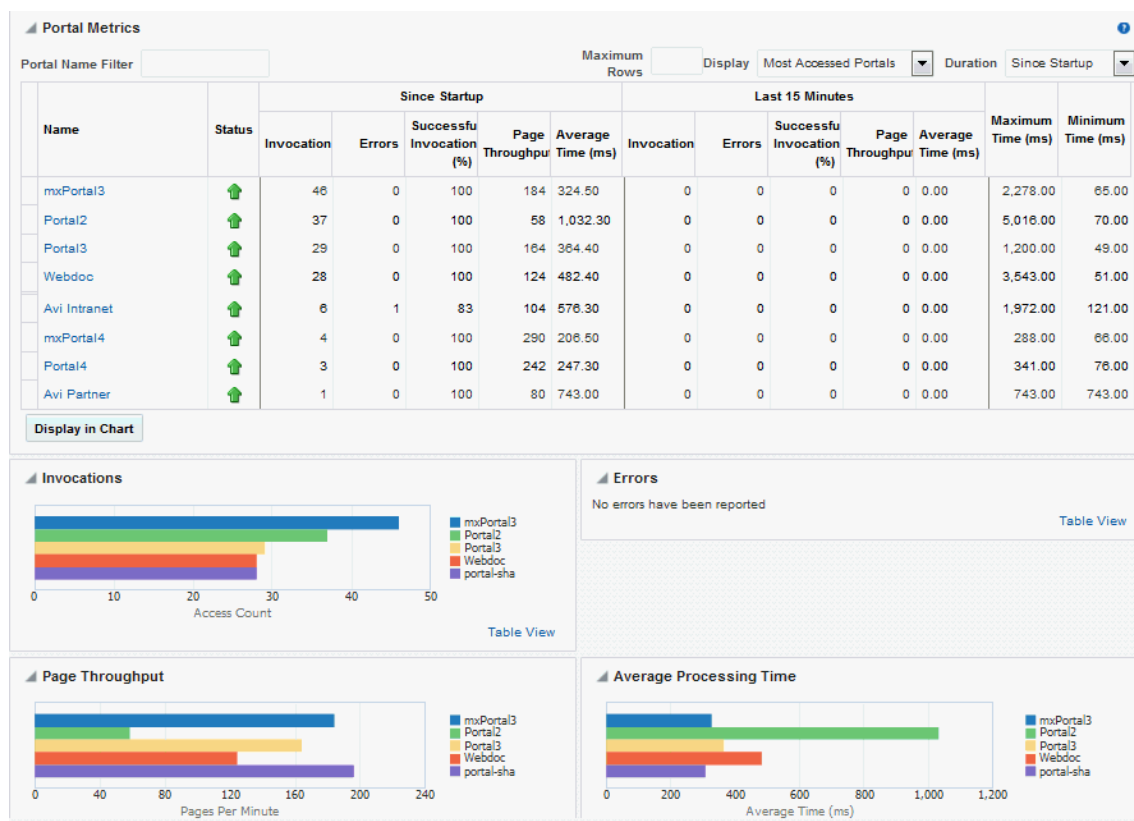 Portal Metrics
Portal Name Filter Maximum Rows Display Most Accessed Portals Duration Since Startup
Since Startup Last 15 Minutes
Name Status Invocation Errors Successfu Invocation (%) Page Throughput Average Time (ms) Invocation Errors Successfu Invocation (%) Page Throughput Average Time (ms) Maximum Time (ms) Minimum Time (ms)
mxPortal3 46 0 100 184 324.50 0 0 0 0 0.00 2,278.00 65.00
Portal2 37 0 100 58 1,032.30 0 0 0 0 0.00 5,016.00 70.00
Portal3 29 0 100 164 364.40 0 0 0 0 0.00 1,200.00 49.00
Webdoc 28 0 100 124 482.40 0 0 0 0 0.00 3,543.00 51.00
Avi Intranet 6 1 83 104 576.30 0 0 0 0 0.00 1,972.00 121.00
mxPortal4 4 0 100 290 206.50 0 0 0 0 0.00 288.00 66.00
Portal4 3 0 100 242 247.30 0 0 0 0 0.00 341.00 76.00
Avi Partner 1 0 100 80 743.00 0 0 0 0 0.00 743.00 743.00
Display in Chart
Invocations
mxPortal3
Portal2
Portal3
Webdoc
portal-sha
0 10 20 30 40 50
Access Count
Table View
Errors
No errors have been reported
Table View
Page Throughput
mxPortal3
Portal2
Portal3
Webdoc
portal-sha
0 40 80 120 160 200 240
Pages Per Minute
Average Processing Time
mxPortal3
Portal2
Portal3
Webdoc
portal-sha
0 200 400 600 800 1,000 1,200
Average Time (ms)